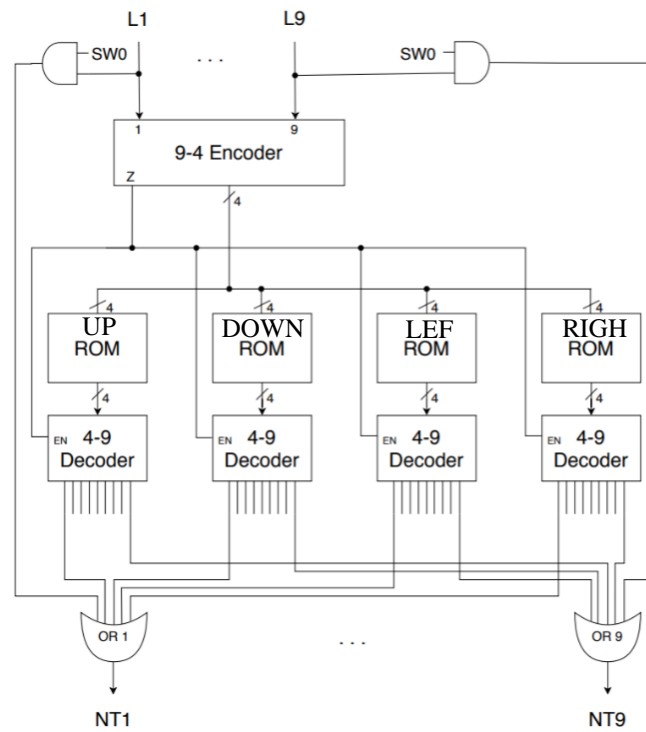 L1 L9
SW0 . . . SW0
1 9
9-4 Encoder
Z
4
4 4 4 4
UP DOWN LEF RIGH
ROM ROM ROM ROM
4 4 4 4
EN 4-9 EN 4-9 EN 4-9 EN 4-9
Decoder Decoder Decoder Decoder
OR 1 OR 9
. . .
NT1 NT9